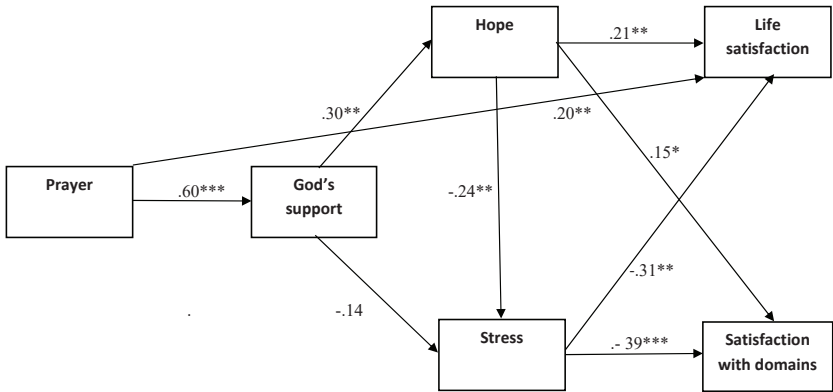 Hope
.21**
Life
satisfaction
.30**
.20**
Prayer
.60***
God's
support
-.24**
.15*
-.31**
.
-.14
Stress
.- 39***
Satisfaction
with domains